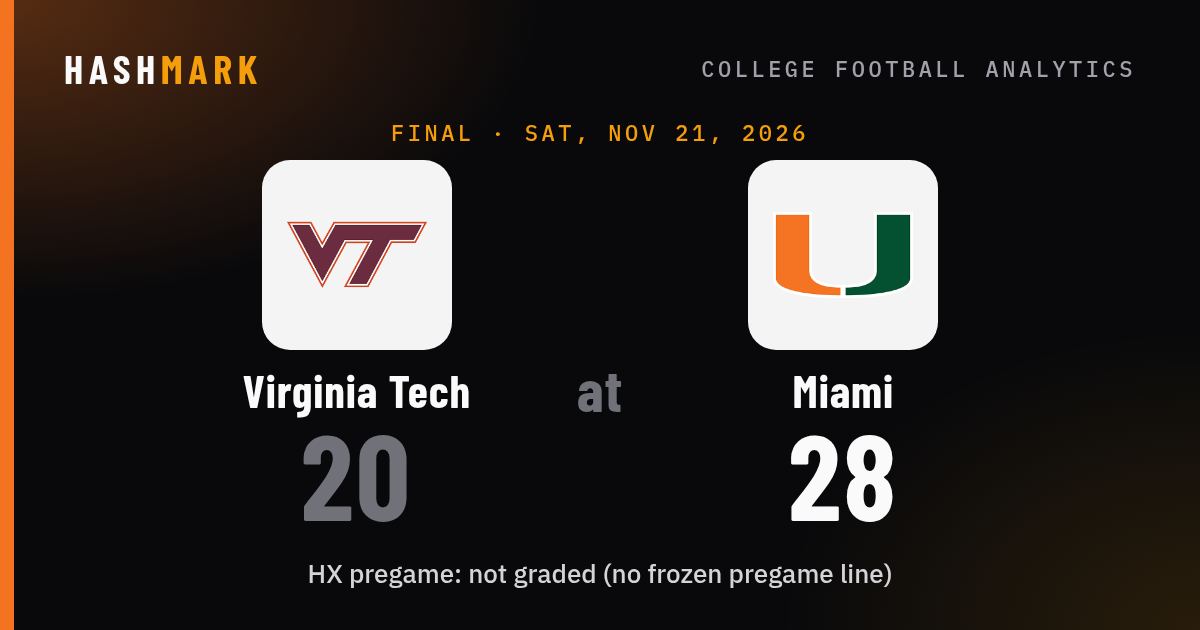 HASHMARK
COLLEGE FOOTBALL ANALYTICS
FINAL · SAT, NOV 21, 2026
VT
U
Virginia Tech
at
Miami
20
28
HX pregame: not graded (no frozen pregame line)